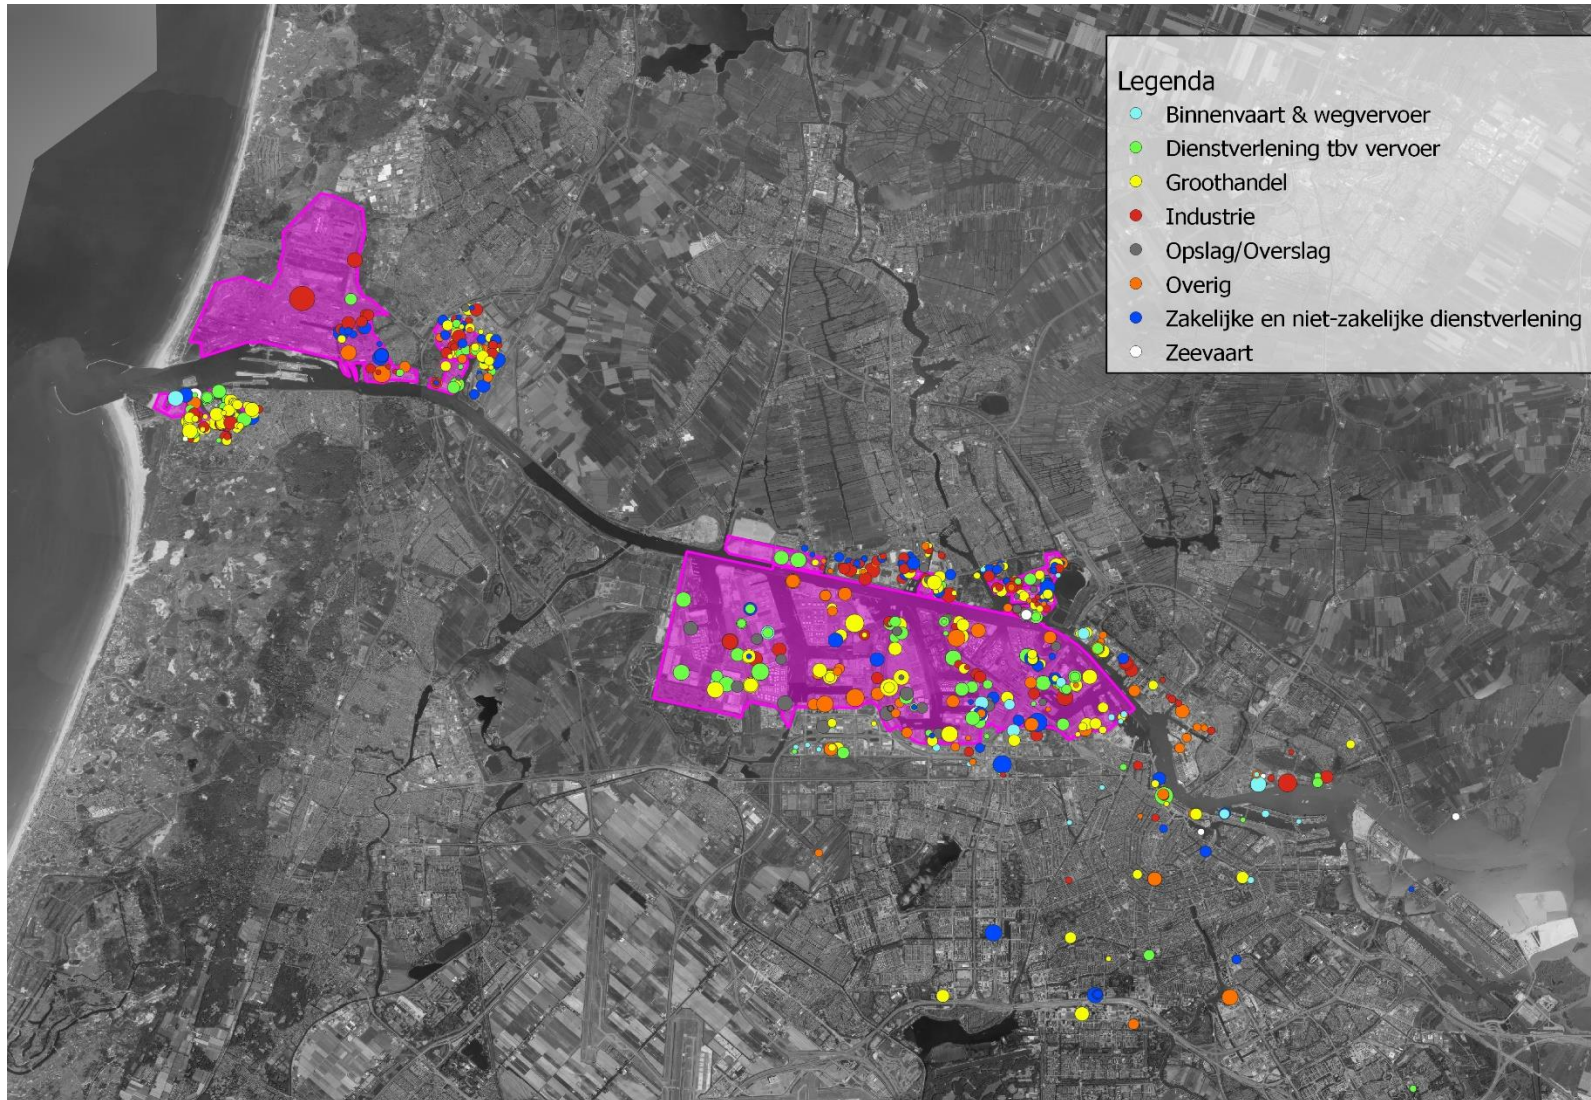 Legenda
Binnenvaart & wegvervoer
Dienstverlening tbv vervoer
Groothandel
Industrie
Opslag/Overslag
Overig
Zakelijke en niet-zakelijke dienstverlening
Zeevaart